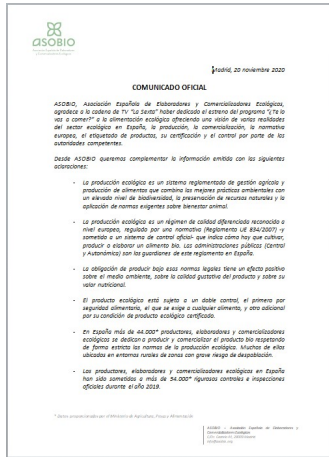 asobio
Madrid, 20 noviembre 2020
COMUNICADO OFICIAL
ASOBIO, Asociación Española de Elaboradores y Comercializadores Ecológicos,
agradece a la cadena de TV "La Sexta" haber dedicado el estreno del programa "¿Te lo
vas a comer?" a la alimentación ecológica ofreciendo una visión de varias realidades
del sector ecológico en España, la producción, la comercialización, la normativa
europea, el etiquetado de productos, su certificación y el control por parte de las
autoridades competentes.
Desde ASOBIO queremos complementar la información emitida con las siguientes
aclaraciones:
- La producción ecológica es un sistema reglamentado de gestión agrícola y
producción de alimentos que combina las mejores prácticas ambientales con
un elevado nivel de biodiversidad, la preservación de recursos naturales y la
aplicación de normas exigentes sobre bienestar animal.
- La producción ecológica es un régimen de calidad diferenciada reconocido a
nivel europeo, regulado por una normativa (Reglamento UE 834/2007) -y
sometido a un sistema de control oficial- que indica cómo hay que cultivar,
producir o elaborar un alimento bio. Las administraciones públicas (Central
y Autonómica) son las guardianes de este reglamento en España.
- La obligación de producir bajo esas normas legales tiene un efecto positivo
sobre el medio ambiente, sobre la calidad gustativa del producto y sobre su
valor nutricional.
- El producto ecológico está sujeto a un doble control, el primero por
seguridad alimentaria, el que se exige a cualquier alimento, y otro adicional
por su condición de producto ecológico certificado.
- En España más de 44.000* productores, elaboradores y comercializadores
ecológicos se dedican a producir y comercializar el producto bio respetando
de forma estricta las normas de la producción ecológica. Muchos de ellos
ubicados en entornos rurales de zonas con grave riesgo de despoblación.
- Los productores, elaboradores y comercializadores ecológicos en España
han sido sometidos a más de 54.000* rigurosos controles e inspecciones
oficiales durante el año 2019.
* Datos proporcionados por el Ministerio de Agricultura, Pesca y Alimentación
ASOBIO – Asociación Española de Elaboradores y
Comercializadores Ecológicos